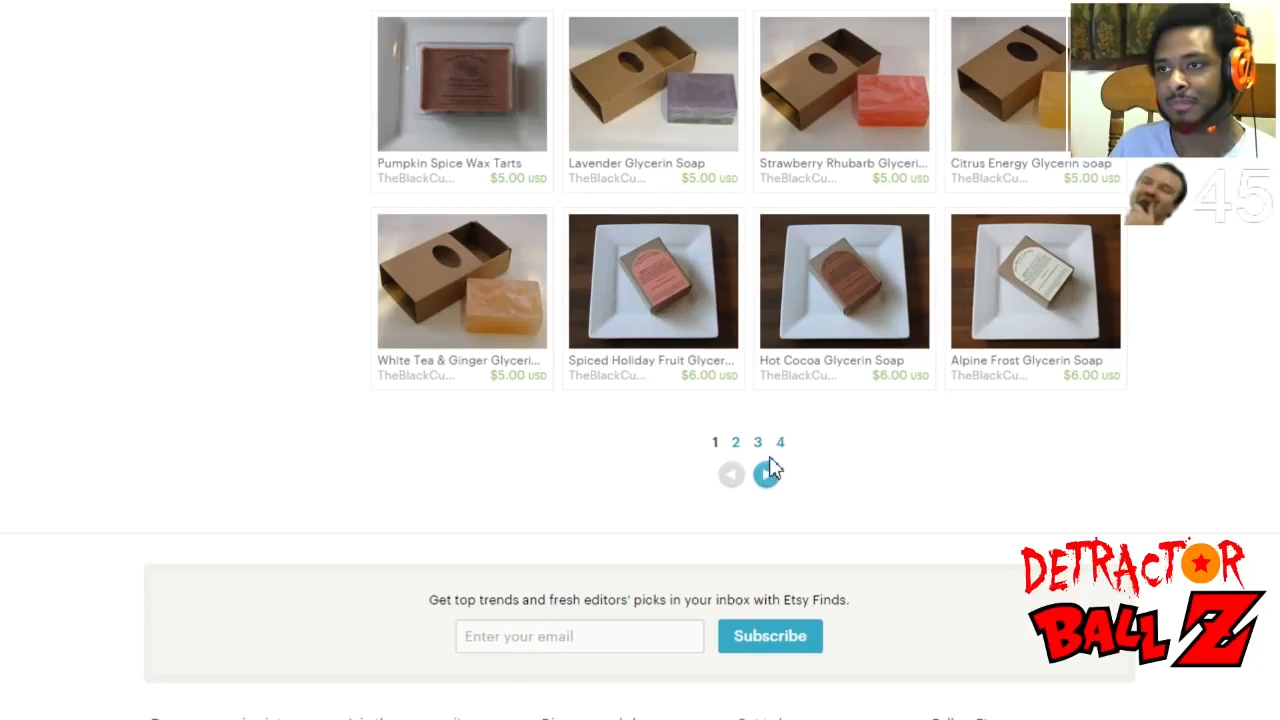 Pumpkin Spice Wax Tarts
TheBlackCu... $5.00 USD
Lavender Glycerin Soap
TheBlackCu... $5.00 USD
Strawberry Rhubarb Glyceri...
TheBlackCu... $5.00 USD
Citrus Energy Glycerin Soap
TheBlackCu... $5.00 USD
45
White Tea & Ginger Glyceri...
TheBlackCu... $5.00 USD
Spiced Holiday Fruit Glycer...
TheBlackCu... $6.00 USD
Hot Cocoa Glycerin Soap
TheBlackCu... $6.00 USD
Alpine Frost Glycerin Soap
TheBlackCu... $6.00 USD
1 2 3 4
DETRACTOR
BALL Z
Get top trends and fresh editors' picks in your inbox with Etsy Finds.
Enter your email
Subscribe